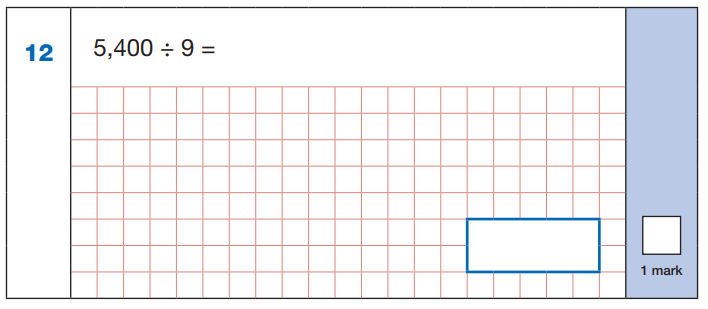 12
5,400 ÷ 9 =
1 mark